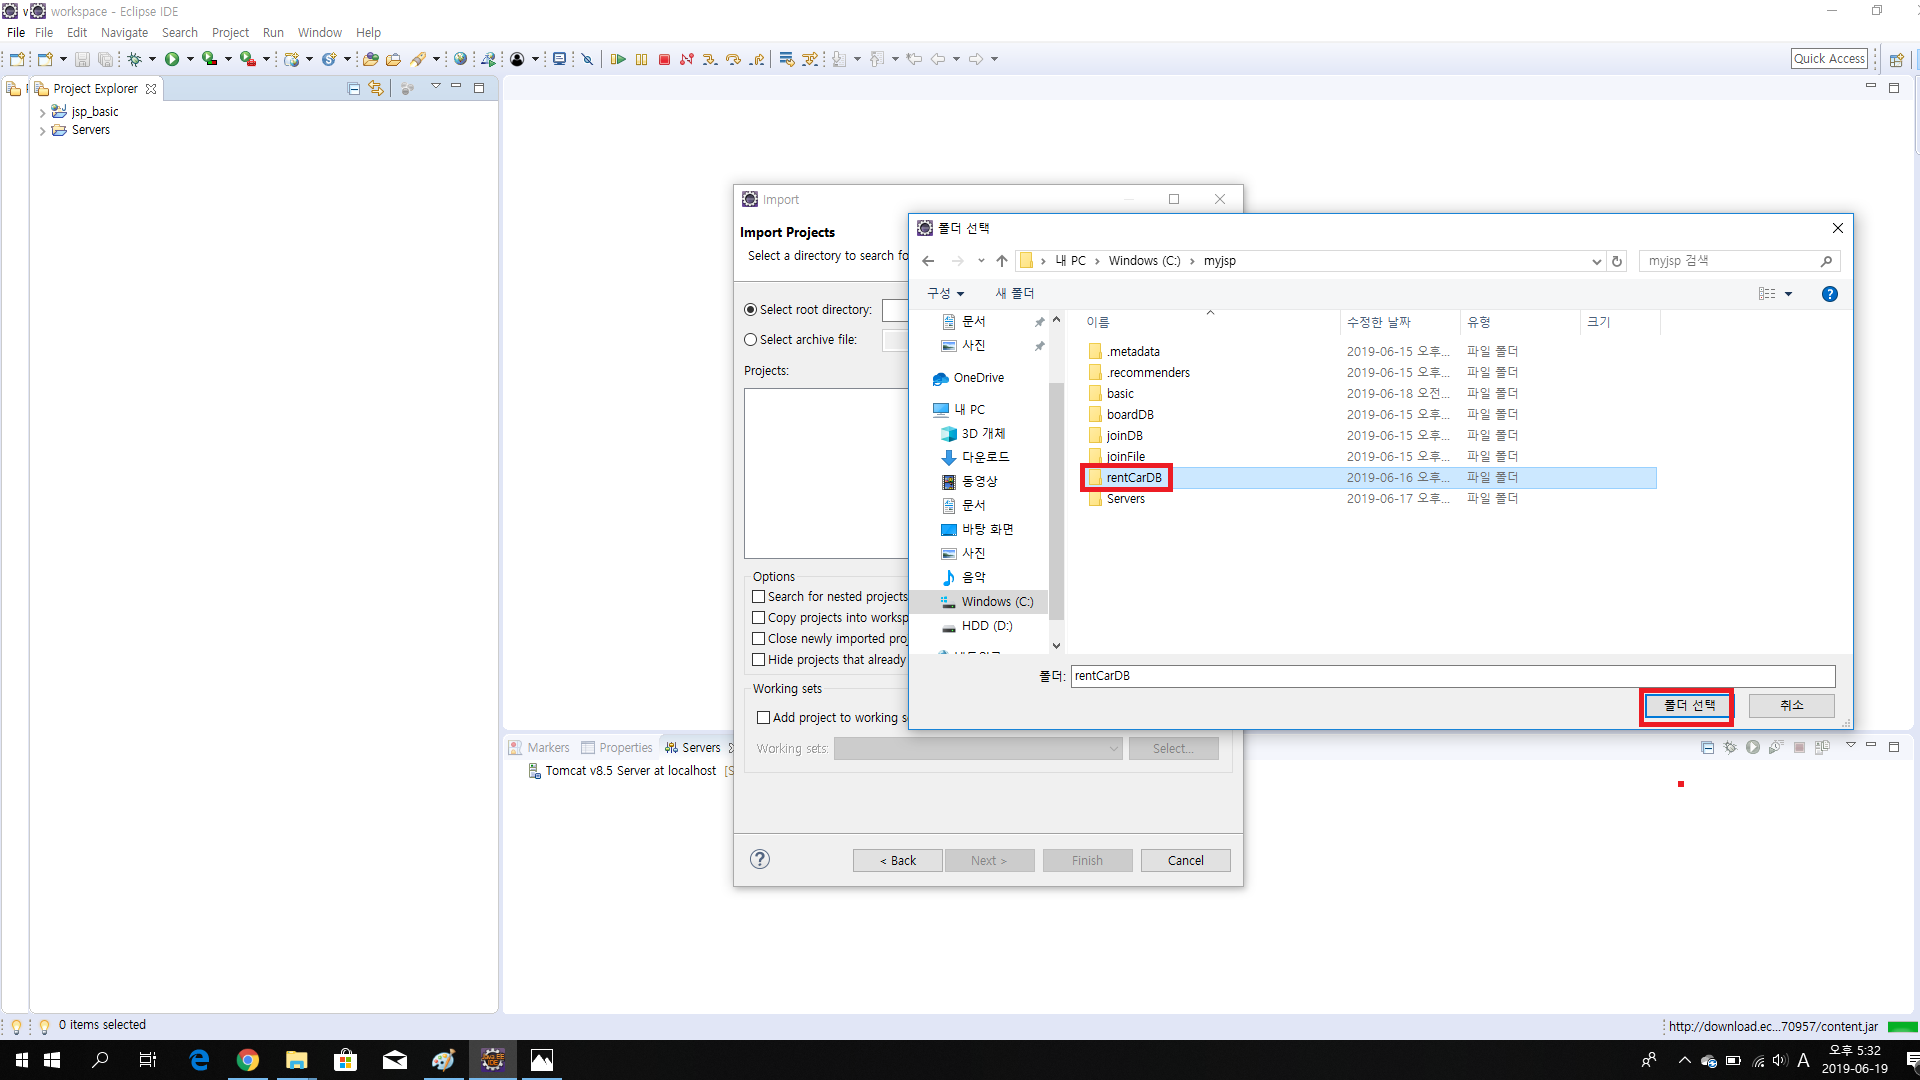 workspace - Eclipse IDE
File File Edit Navigate Search Project Run Window Help
Quick Access
Project Explorer
jsp_basic
Servers
Import
Import Projects
Select a directory to search fo
Select root directory:
Select archive file:
Projects:
Options
Search for nested projects
Copy projects into worksp
Close newly imported proj
Hide projects that already
Working sets
Add project to working s
Working sets:
Select...
< Back
Next >
Finish
Cancel
폴더 선택
내 PC
Windows (C:)
myjsp
myjsp 검색
구성
새 폴더
문서
사진
OneDrive
내 PC
3D 개체
다운로드
동영상
문서
바탕 화면
사진
음악
Windows (C:)
HDD (D:)
이름 수정한 날짜 유형 크기
.metadata 2019-06-15 오후... 파일 폴더
.recommenders 2019-06-15 오후... 파일 폴더
basic 2019-06-18 오전... 파일 폴더
boardDB 2019-06-15 오후... 파일 폴더
joinDB 2019-06-15 오후... 파일 폴더
joinFile 2019-06-15 오후... 파일 폴더
rentCarDB 2019-06-16 오후... 파일 폴더
Servers 2019-06-17 오후... 파일 폴더
폴더: rentCarDB
폴더 선택
취소
Markers Properties Servers
Tomcat v8.5 Server at localhost [S
0 items selected
http://download.ec...70957/content.jar
A
오후 5:32
2019-06-19